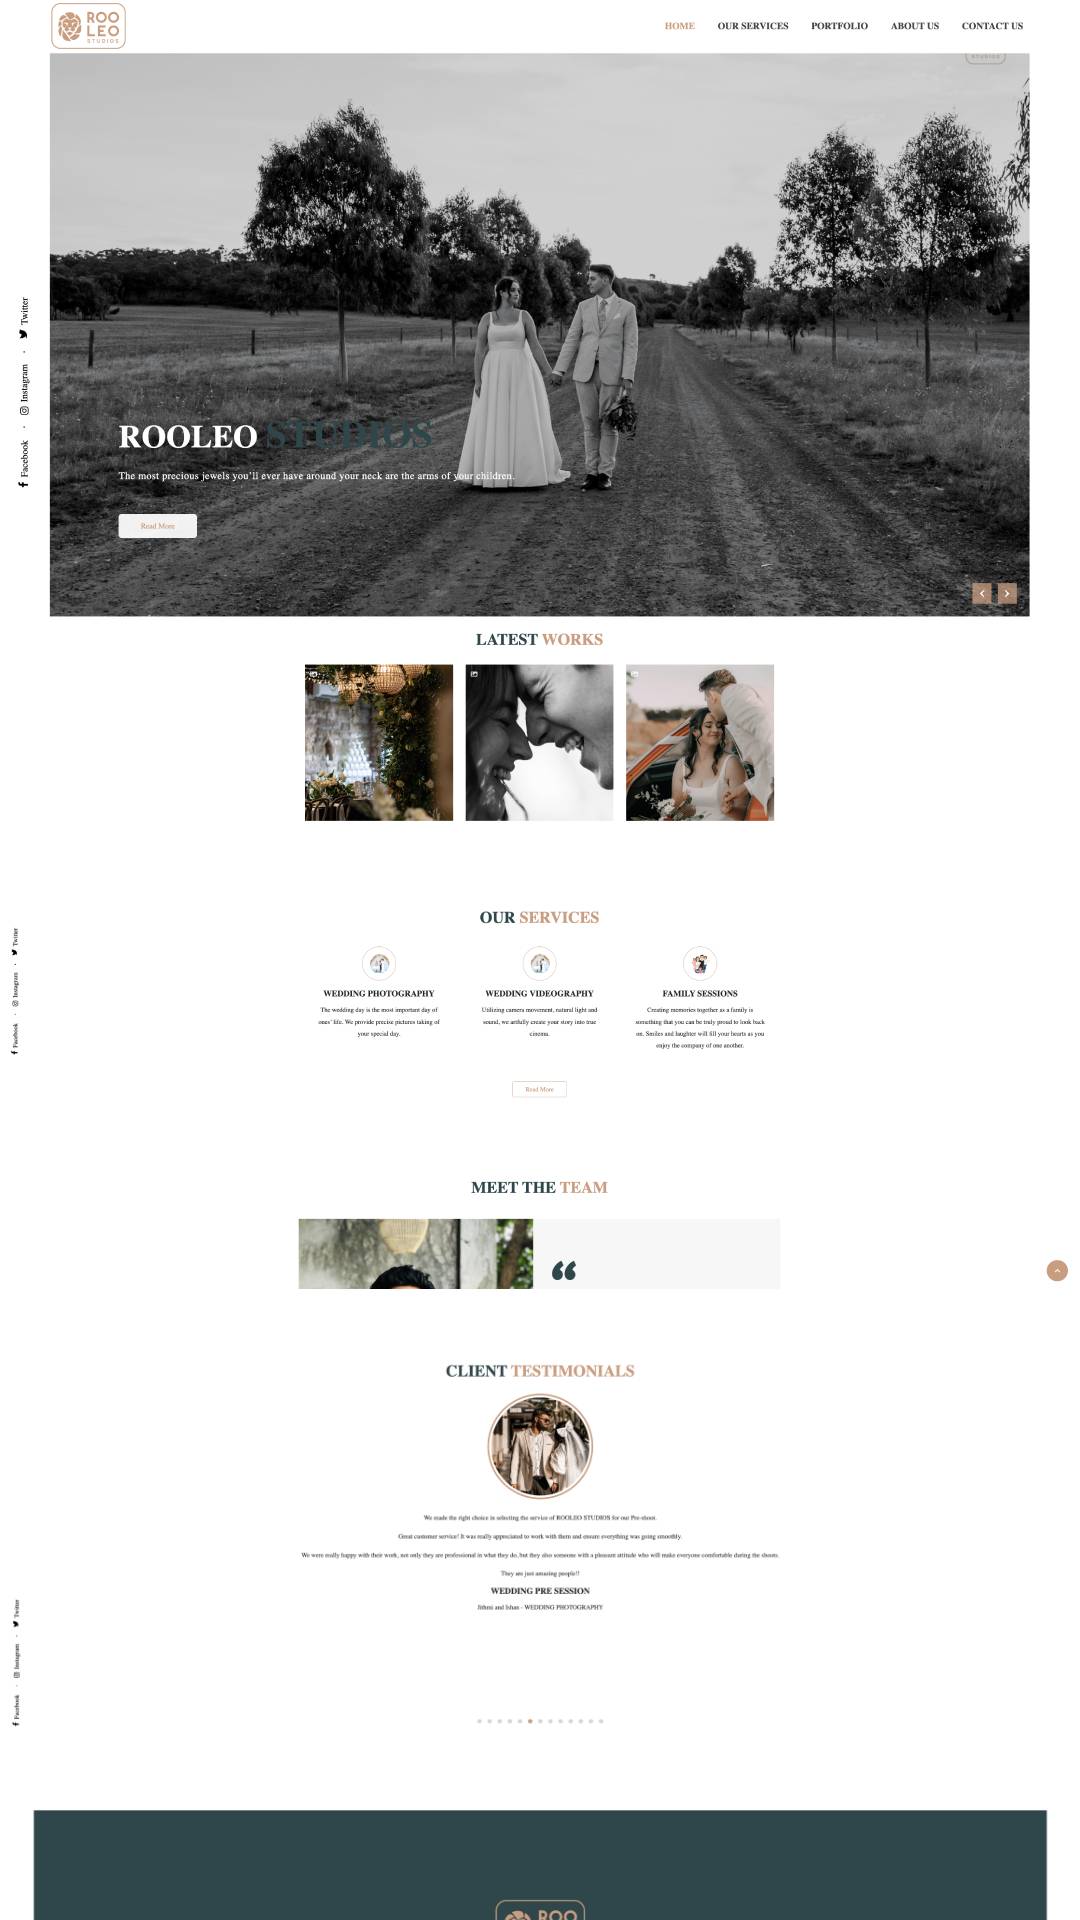 ROO
LEO
STUDIOS
HOME
OUR SERVICES
PORTFOLIO
ABOUT US
CONTACT US
STUDIOS
Facebook · Instagram · Twitter
ROOLEO STUDIOS
The most precious jewels you'll ever have around your neck are the arms of your children.
Read More
LATEST WORKS
OUR SERVICES
WEDDING PHOTOGRAPHY
The wedding day is the most important day of
ones' life. We provide precise pictures taking of
your special day.
WEDDING VIDEOGRAPHY
Utilizing camera movement, natural light and
sound, we artfully create your story into true
cinema.
FAMILY SESSIONS
Creating memories together as a family is
something that you can be truly proud to look back
on. Smiles and laughter will fill your hearts as you
enjoy the company of one another.
Facebook · Instagram · Twitter
Read More
MEET THE TEAM
“
CLIENT TESTIMONIALS
We made the right choice in selecting the service of ROOLEO STUDIOS for our Pre-shoot.
Great customer service! It was really appreciated to work with them and ensure everything was going smoothly.
We were really happy with their work, not only they are professional in what they do, but they also someone with a pleasant attitude who will make everyone comfortable during the shoots.
They are just amazing people!!
WEDDING PRE SESSION
Jithmi and Ishan - WEDDING PHOTOGRAPHY
Facebook · Instagram · Twitter
ROO